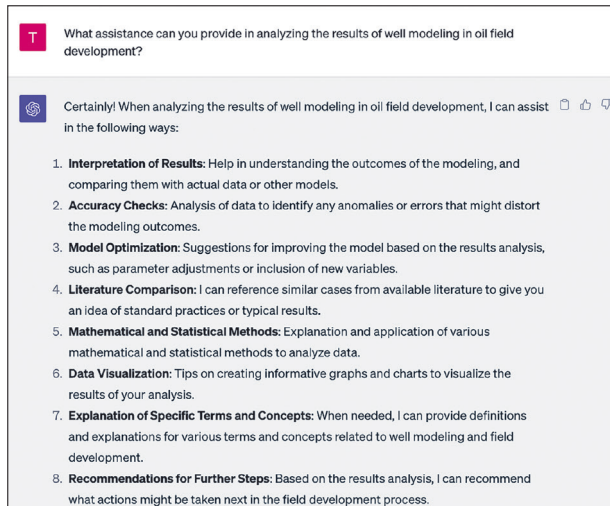 T
What assistance can you provide in analyzing the results of well modeling in oil field
development?
Certainly! When analyzing the results of well modeling in oil field development, I can assist
in the following ways:
1. Interpretation of Results: Help in understanding the outcomes of the modeling, and
comparing them with actual data or other models.
2. Accuracy Checks: Analysis of data to identify any anomalies or errors that might distort
the modeling outcomes.
3. Model Optimization: Suggestions for improving the model based on the results analysis,
such as parameter adjustments or inclusion of new variables.
4. Literature Comparison: I can reference similar cases from available literature to give you
an idea of standard practices or typical results.
5. Mathematical and Statistical Methods: Explanation and application of various
mathematical and statistical methods to analyze data.
6. Data Visualization: Tips on creating informative graphs and charts to visualize the
results of your analysis.
7. Explanation of Specific Terms and Concepts: When needed, I can provide definitions
and explanations for various terms and concepts related to well modeling and field
development.
8. Recommendations for Further Steps: Based on the results analysis, I can recommend
what actions might be taken next in the field development process.